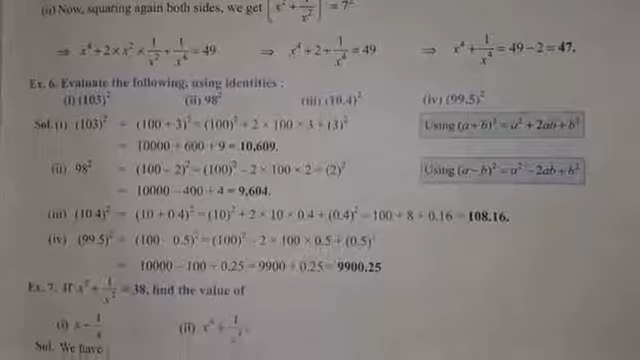 (ii) Now, squaring again both sides, we get [x² + 1/x²]² = 7²
⇒ x⁴ + 2 × x² × 1/x² + 1/x⁴ = 49 ⇒ x⁴ + 2 + 1/x⁴ = 49 ⇒ x⁴ + 1/x⁴ = 49 – 2 = 47.
Ex. 6. Evaluate the following, using identities :
(i) (103)² (ii) 98² (iii) (10.4)² (iv) (99.5)²
Sol. (i) (103)² = (100 + 3)² = (100)² + 2 × 100 × 3 + (3)² Using (a + b)² = a² + 2ab + b²
= 10000 + 600 + 9 = 10,609.
(ii) 98² = (100 – 2)² = (100)² – 2 × 100 × 2 + (2)² Using (a – b)² = a² – 2ab + b²
= 10000 – 400 + 4 = 9,604.
(iii) (10.4)² = (10 + 0.4)² = (10)² + 2 × 10 × 0.4 + (0.4)² = 100 + 8 + 0.16 = 108.16.
(iv) (99.5)² = (100 – 0.5)² = (100)² – 2 × 100 × 0.5 + (0.5)²
= 10000 – 100 + 0.25 = 9900 + 0.25 = 9900.25
Ex. 7. If x² + 1/x² = 38, find the value of
(i) x – 1/x (ii) x⁴ + 1/x⁴
Sol. We have